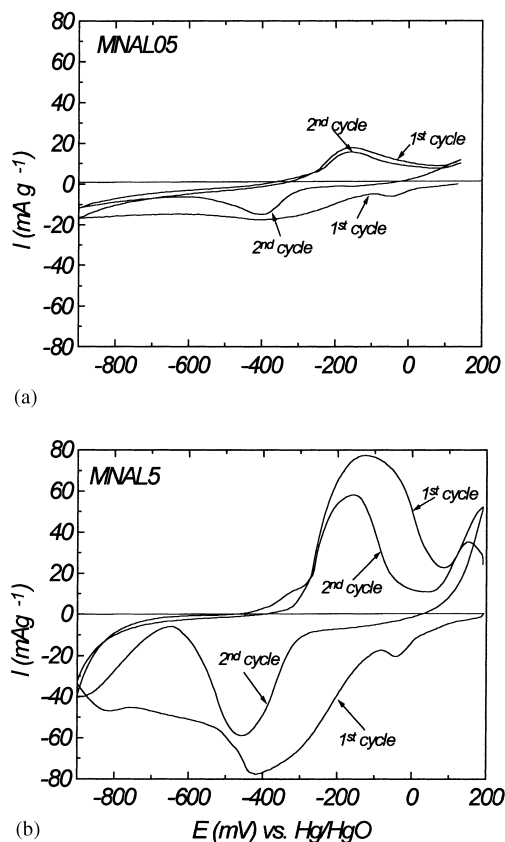 MNAL05
80
60
40
20
0
-20
-40
-60
-80
I (mA g⁻¹)
2ⁿᵈ cycle
1ˢᵗ cycle
1ˢᵗ cycle
2ⁿᵈ cycle
-800 -600 -400 -200 0 200
(a)
MNAL5
80
60
40
20
0
-20
-40
-60
-80
I (mAg⁻¹)
1ˢᵗ cycle
2ⁿᵈ cycle
2ⁿᵈ cycle
1ˢᵗ cycle
-800 -600 -400 -200 0 200
(b) E (mV) vs. Hg/HgO